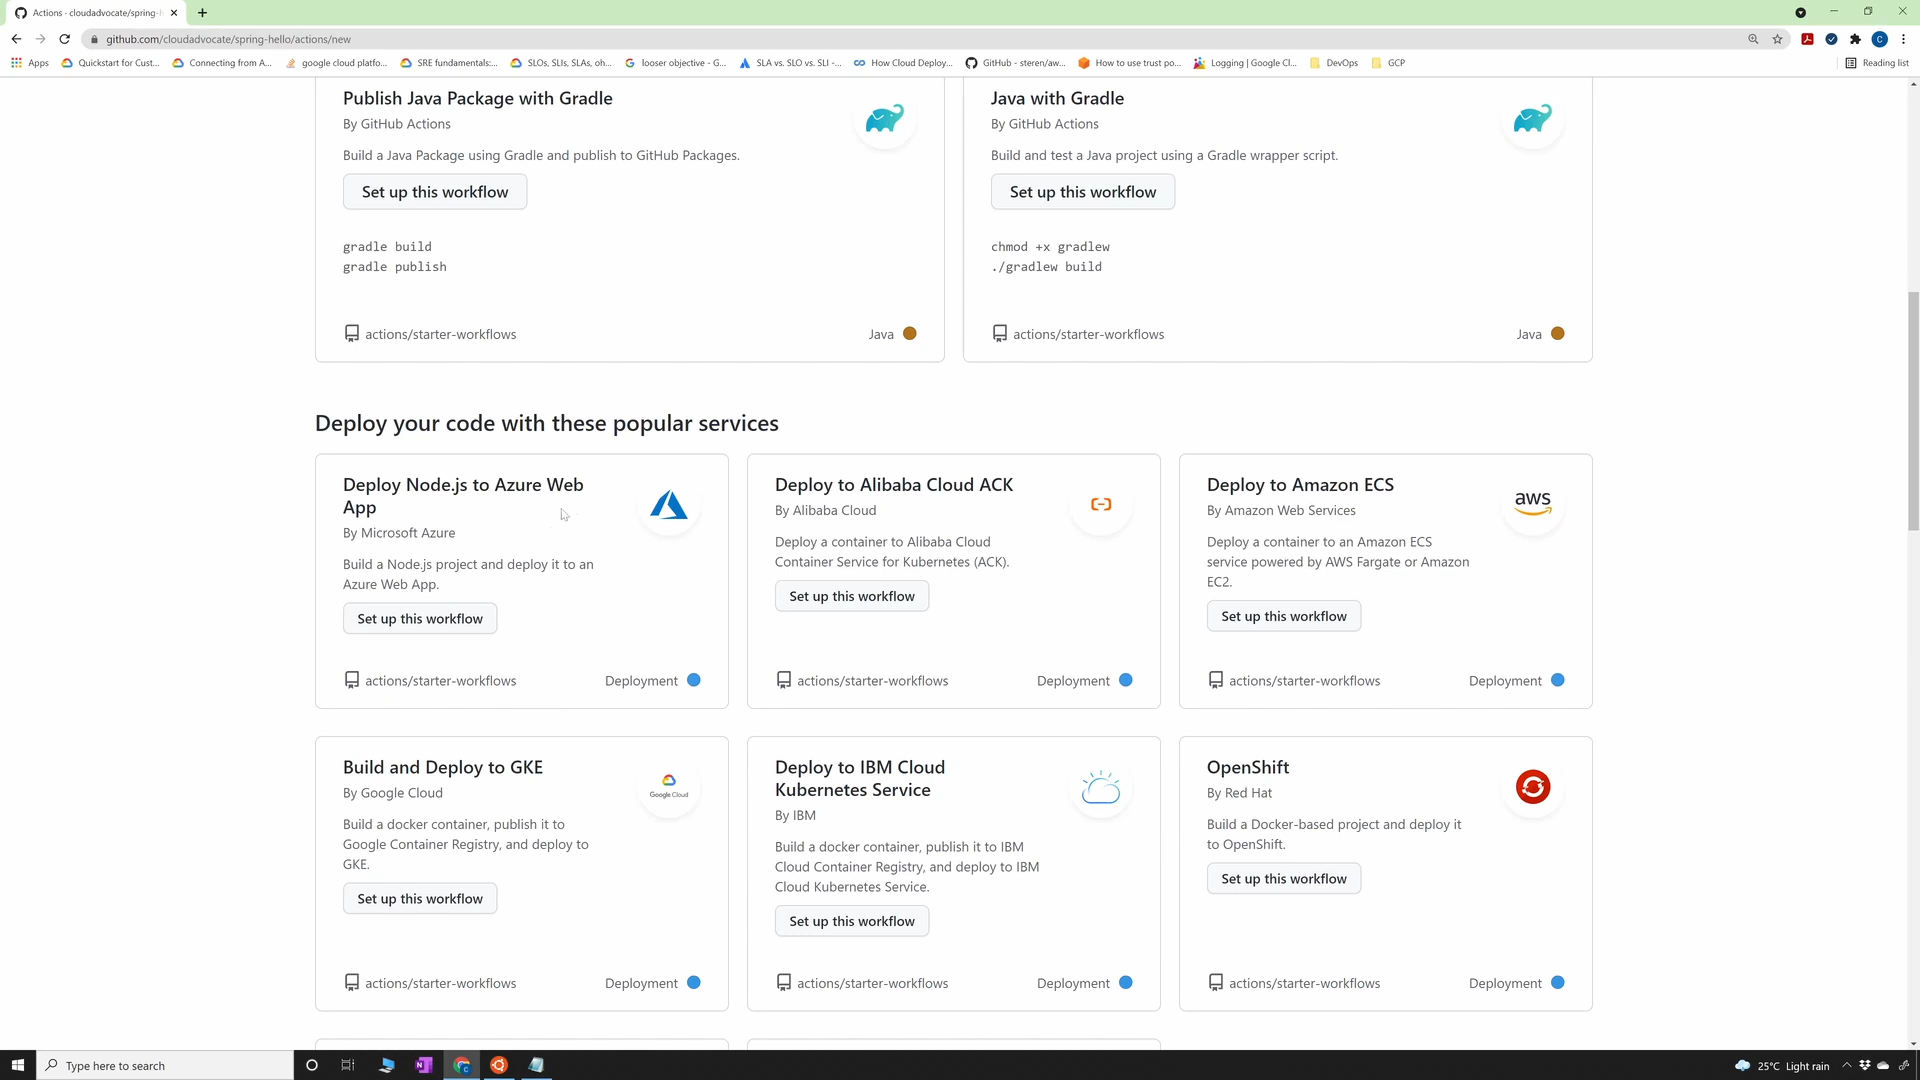 Actions · cloudadvocate/spring-h
github.com/cloudadvocate/spring-hello/actions/new
Apps
Quickstart for Cust...
Connecting from A...
google cloud platfo...
SRE fundamentals:...
SLOs, SLIs, SLAs, oh...
looser objective - G...
SLA vs. SLO vs. SLI -...
How Cloud Deploy...
GitHub - steren/aw...
How to use trust po...
Logging | Google Cl...
DevOps
GCP
Reading list
Publish Java Package with Gradle
By GitHub Actions
Build a Java Package using Gradle and publish to GitHub Packages.
Set up this workflow
gradle build
gradle publish
actions/starter-workflows
Java
Java with Gradle
By GitHub Actions
Build and test a Java project using a Gradle wrapper script.
Set up this workflow
chmod +x gradlew
./gradlew build
actions/starter-workflows
Java
Deploy your code with these popular services
Deploy Node.js to Azure Web
App
By Microsoft Azure
Build a Node.js project and deploy it to an
Azure Web App.
Set up this workflow
actions/starter-workflows
Deployment
Deploy to Alibaba Cloud ACK
By Alibaba Cloud
Deploy a container to Alibaba Cloud
Container Service for Kubernetes (ACK).
Set up this workflow
actions/starter-workflows
Deployment
Deploy to Amazon ECS
By Amazon Web Services
aws
Deploy a container to an Amazon ECS
service powered by AWS Fargate or Amazon
EC2.
Set up this workflow
actions/starter-workflows
Deployment
Build and Deploy to GKE
By Google Cloud
Google Cloud
Build a docker container, publish it to
Google Container Registry, and deploy to
GKE.
Set up this workflow
actions/starter-workflows
Deployment
Deploy to IBM Cloud
Kubernetes Service
By IBM
Build a docker container, publish it to IBM
Cloud Container Registry, and deploy to IBM
Cloud Kubernetes Service.
Set up this workflow
actions/starter-workflows
Deployment
OpenShift
By Red Hat
Build a Docker-based project and deploy it
to OpenShift.
Set up this workflow
actions/starter-workflows
Deployment
Type here to search
25°C Light rain